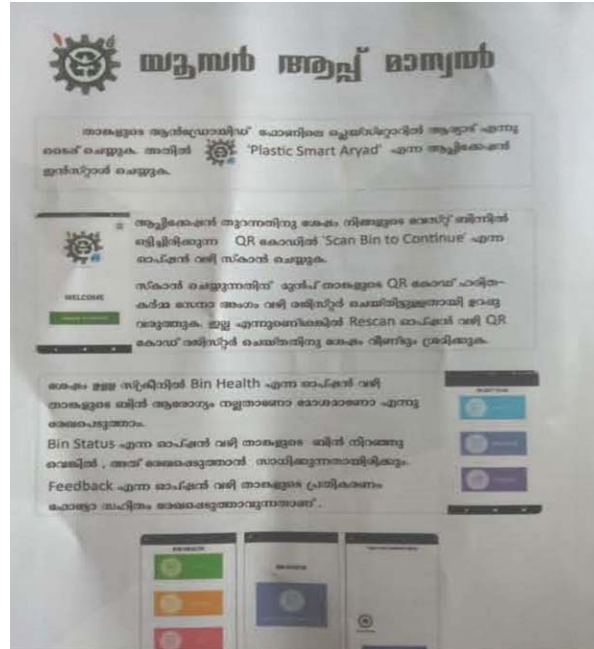 യൂസർ ആപ്പ് മാന്വൽ
താങ്കളുടെ ആൻഡ്രോയിഡ് ഫോണിലെ പ്ലെയ്സ്റ്റോറിൽ ആര്യാട് എന്നു
ടൈപ്പ് ചെയ്യുക. അതിൽ 'Plastic Smart Aryad' എന്ന ആപ്ലിക്കേഷൻ
ഇൻസ്റ്റാൾ ചെയ്യുക.
ആപ്ലിക്കേഷൻ തുറന്നതിനു ശേഷം നിങ്ങളുടെ വേസ്റ്റ് ബിന്നിൽ
ഒട്ടിച്ചിരിക്കുന്ന QR കോഡിൽ 'Scan Bin to Continue' എന്ന
ഓപ്ഷൻ വഴി സ്കാൻ ചെയ്യുക.
WELCOME
സ്കാൻ ചെയ്യുന്നതിന് മുൻപ് താങ്കളുടെ QR കോഡ് ഹരിത-
കർമ്മ സേനാ അംഗം വഴി രജിസ്റ്റർ ചെയ്തിട്ടുള്ളതായി ഉറപ്പു
വരുത്തുക. ഇല്ല എന്നുണ്ടെങ്കിൽ Rescan ഓപ്ഷൻ വഴി QR
കോഡ് രജിസ്റ്റർ ചെയ്തതിനു ശേഷം വീണ്ടും ശ്രമിക്കുക.
ശേഷം ഉള്ള സ്ക്രീനിൽ Bin Health എന്ന ഓപ്ഷൻ വഴി
താങ്കളുടെ ബിൻ ആരോഗ്യം നല്ലതാണോ മോശമാണോ എന്നു
രേഖപെടുത്താം.
Bin Status എന്ന ഓപ്ഷൻ വഴി താങ്കളുടെ ബിൻ നിറഞ്ഞു
വെങ്കിൽ , അത് രേഖപ്പെടുത്താൻ സാധിക്കുന്നതായിരിക്കും.
Feedback എന്ന ഓപ്ഷൻ വഴി താങ്കളുടെ പ്രതികരണം
ഫോട്ടോ സഹിതം രേഖപ്പെടുത്താവുന്നതാണ്.
BIN HEALTH